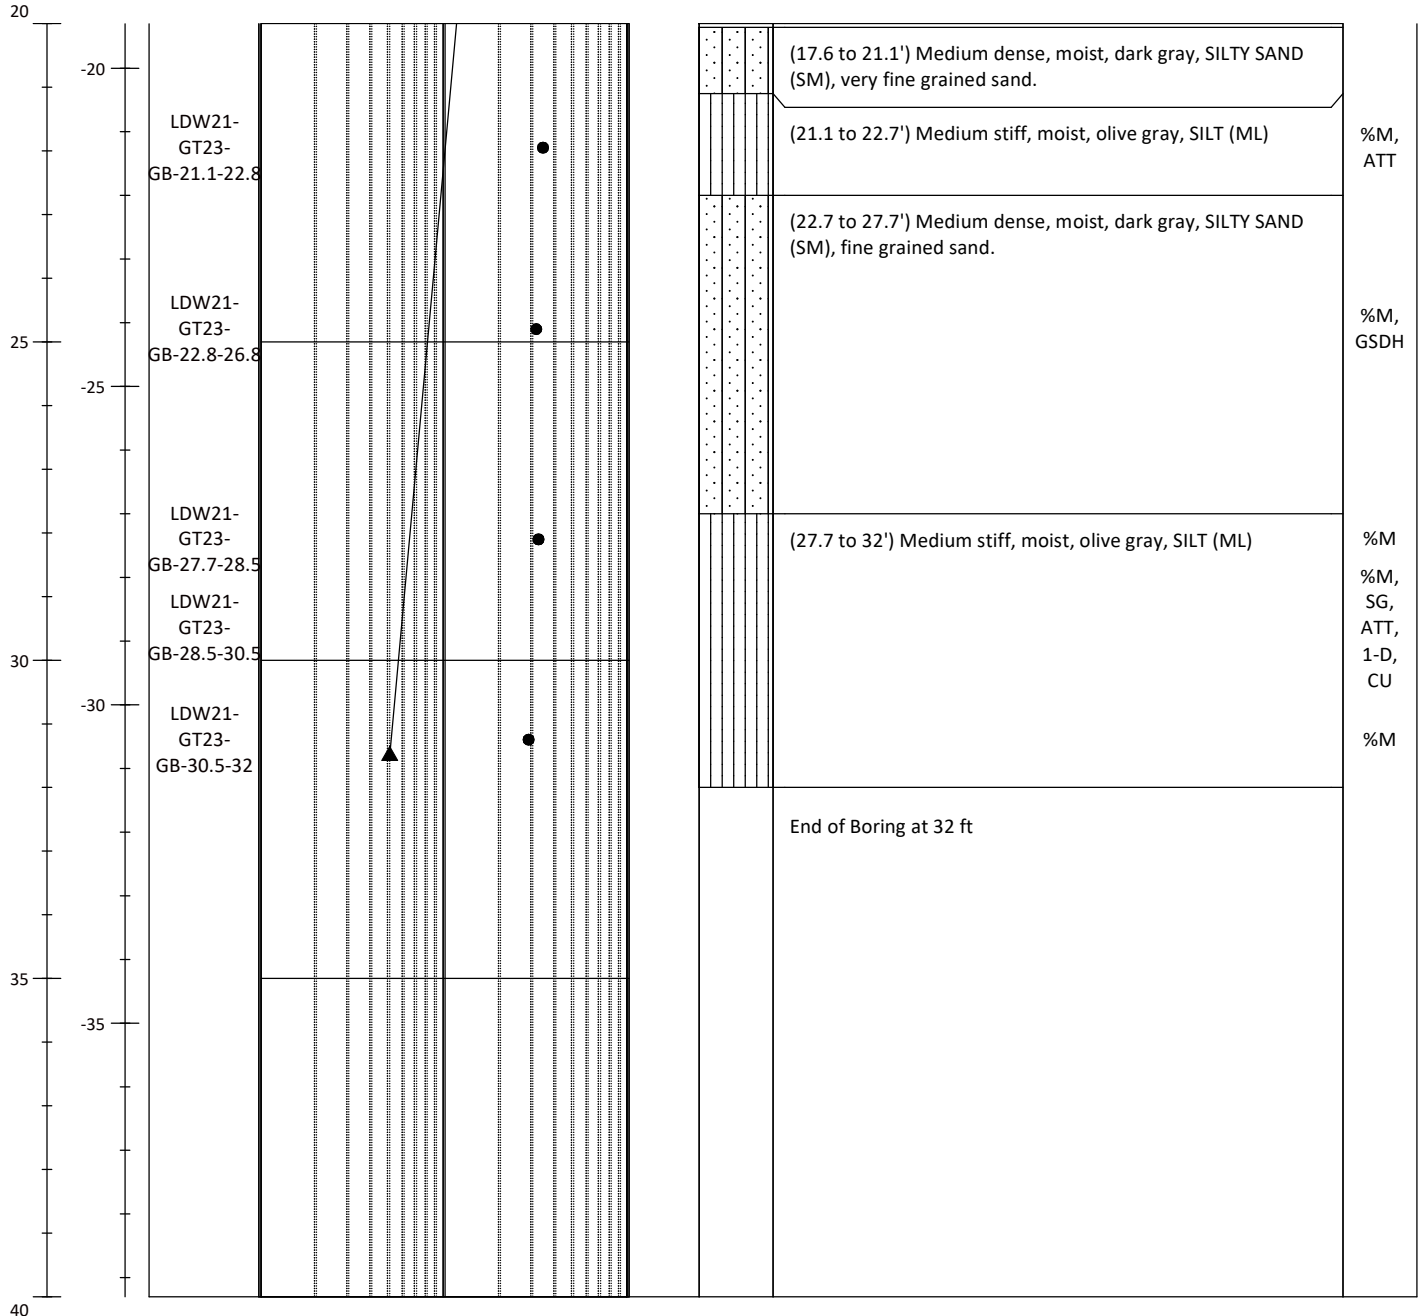 20
-20
(17.6 to 21.1') Medium dense, moist, dark gray, SILTY SAND
(SM), very fine grained sand.
LDW21-
GT23-
GB-21.1-22.8
(21.1 to 22.7') Medium stiff, moist, olive gray, SILT (ML)
%M,
ATT
(22.7 to 27.7') Medium dense, moist, dark gray, SILTY SAND
(SM), fine grained sand.
LDW21-
GT23-
GB-22.8-26.8
%M,
GSDH
25
-25
LDW21-
GT23-
GB-27.7-28.5
(27.7 to 32') Medium stiff, moist, olive gray, SILT (ML)
%M
LDW21-
GT23-
GB-28.5-30.5
%M,
SG,
ATT,
1-D,
CU
30
-30
LDW21-
GT23-
GB-30.5-32
%M
End of Boring at 32 ft
35
-35
40